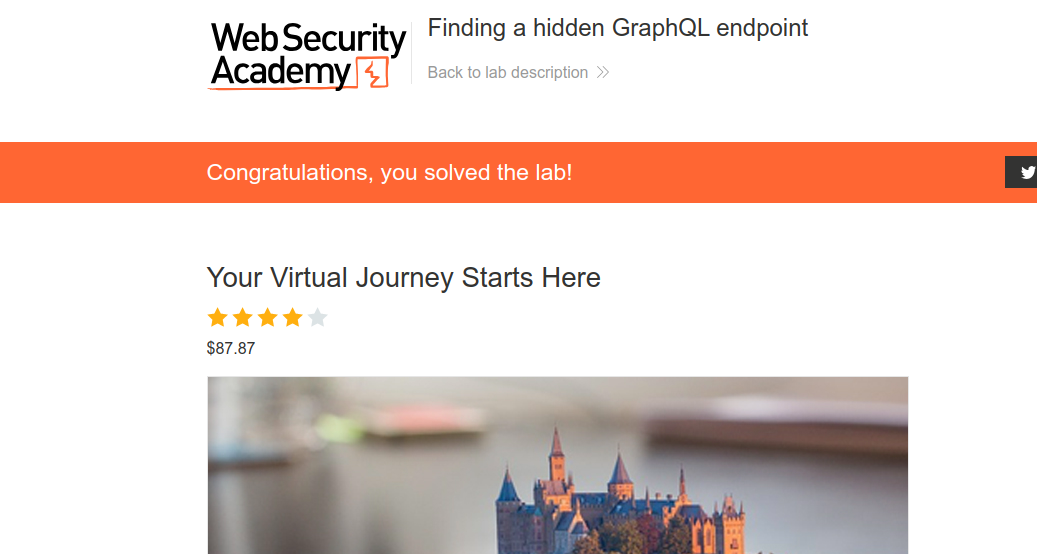 Web Security
Academy
Finding a hidden GraphQL endpoint
Back to lab description
Congratulations, you solved the lab!
Your Virtual Journey Starts Here
$87.87